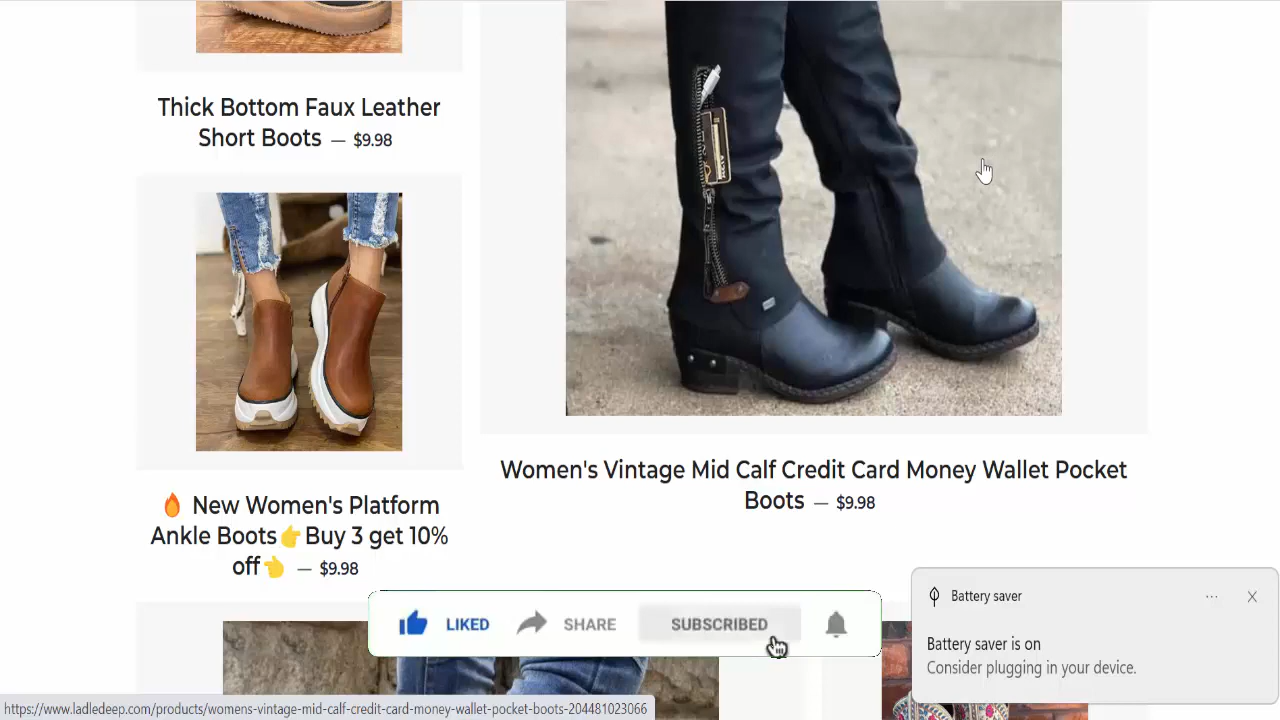 Thick Bottom Faux Leather
Short Boots — $9.98
🔥 New Women's Platform
Ankle Boots👉Buy 3 get 10%
off👈 — $9.98
Women's Vintage Mid Calf Credit Card Money Wallet Pocket
Boots — $9.98
LIKED SHARE SUBSCRIBED
Battery saver
Battery saver is on
Consider plugging in your device.
https://www.ladledeep.com/products/womens-vintage-mid-calf-credit-card-money-wallet-pocket-boots-204481023066